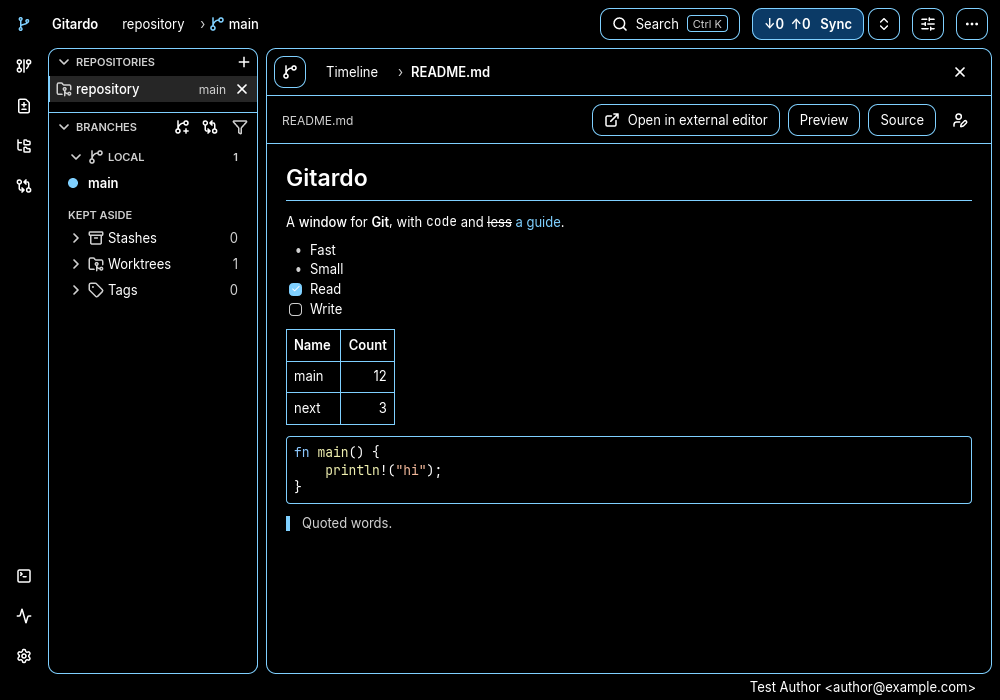 Gitardo repository › main Search Ctrl K ↓0 ↑0 Sync
REPOSITORIES
repository main
BRANCHES
LOCAL 1
main
KEPT ASIDE
Stashes 0
Worktrees 1
Tags 0
Timeline › README.md
README.md Open in external editor Preview Source
Gitardo
A window for Git, with code and less a guide.
• Fast
• Small
Read
Write
Name Count
main 12
next 3
fn main() {
    println!("hi");
}
Quoted words.
Test Author <author@example.com>